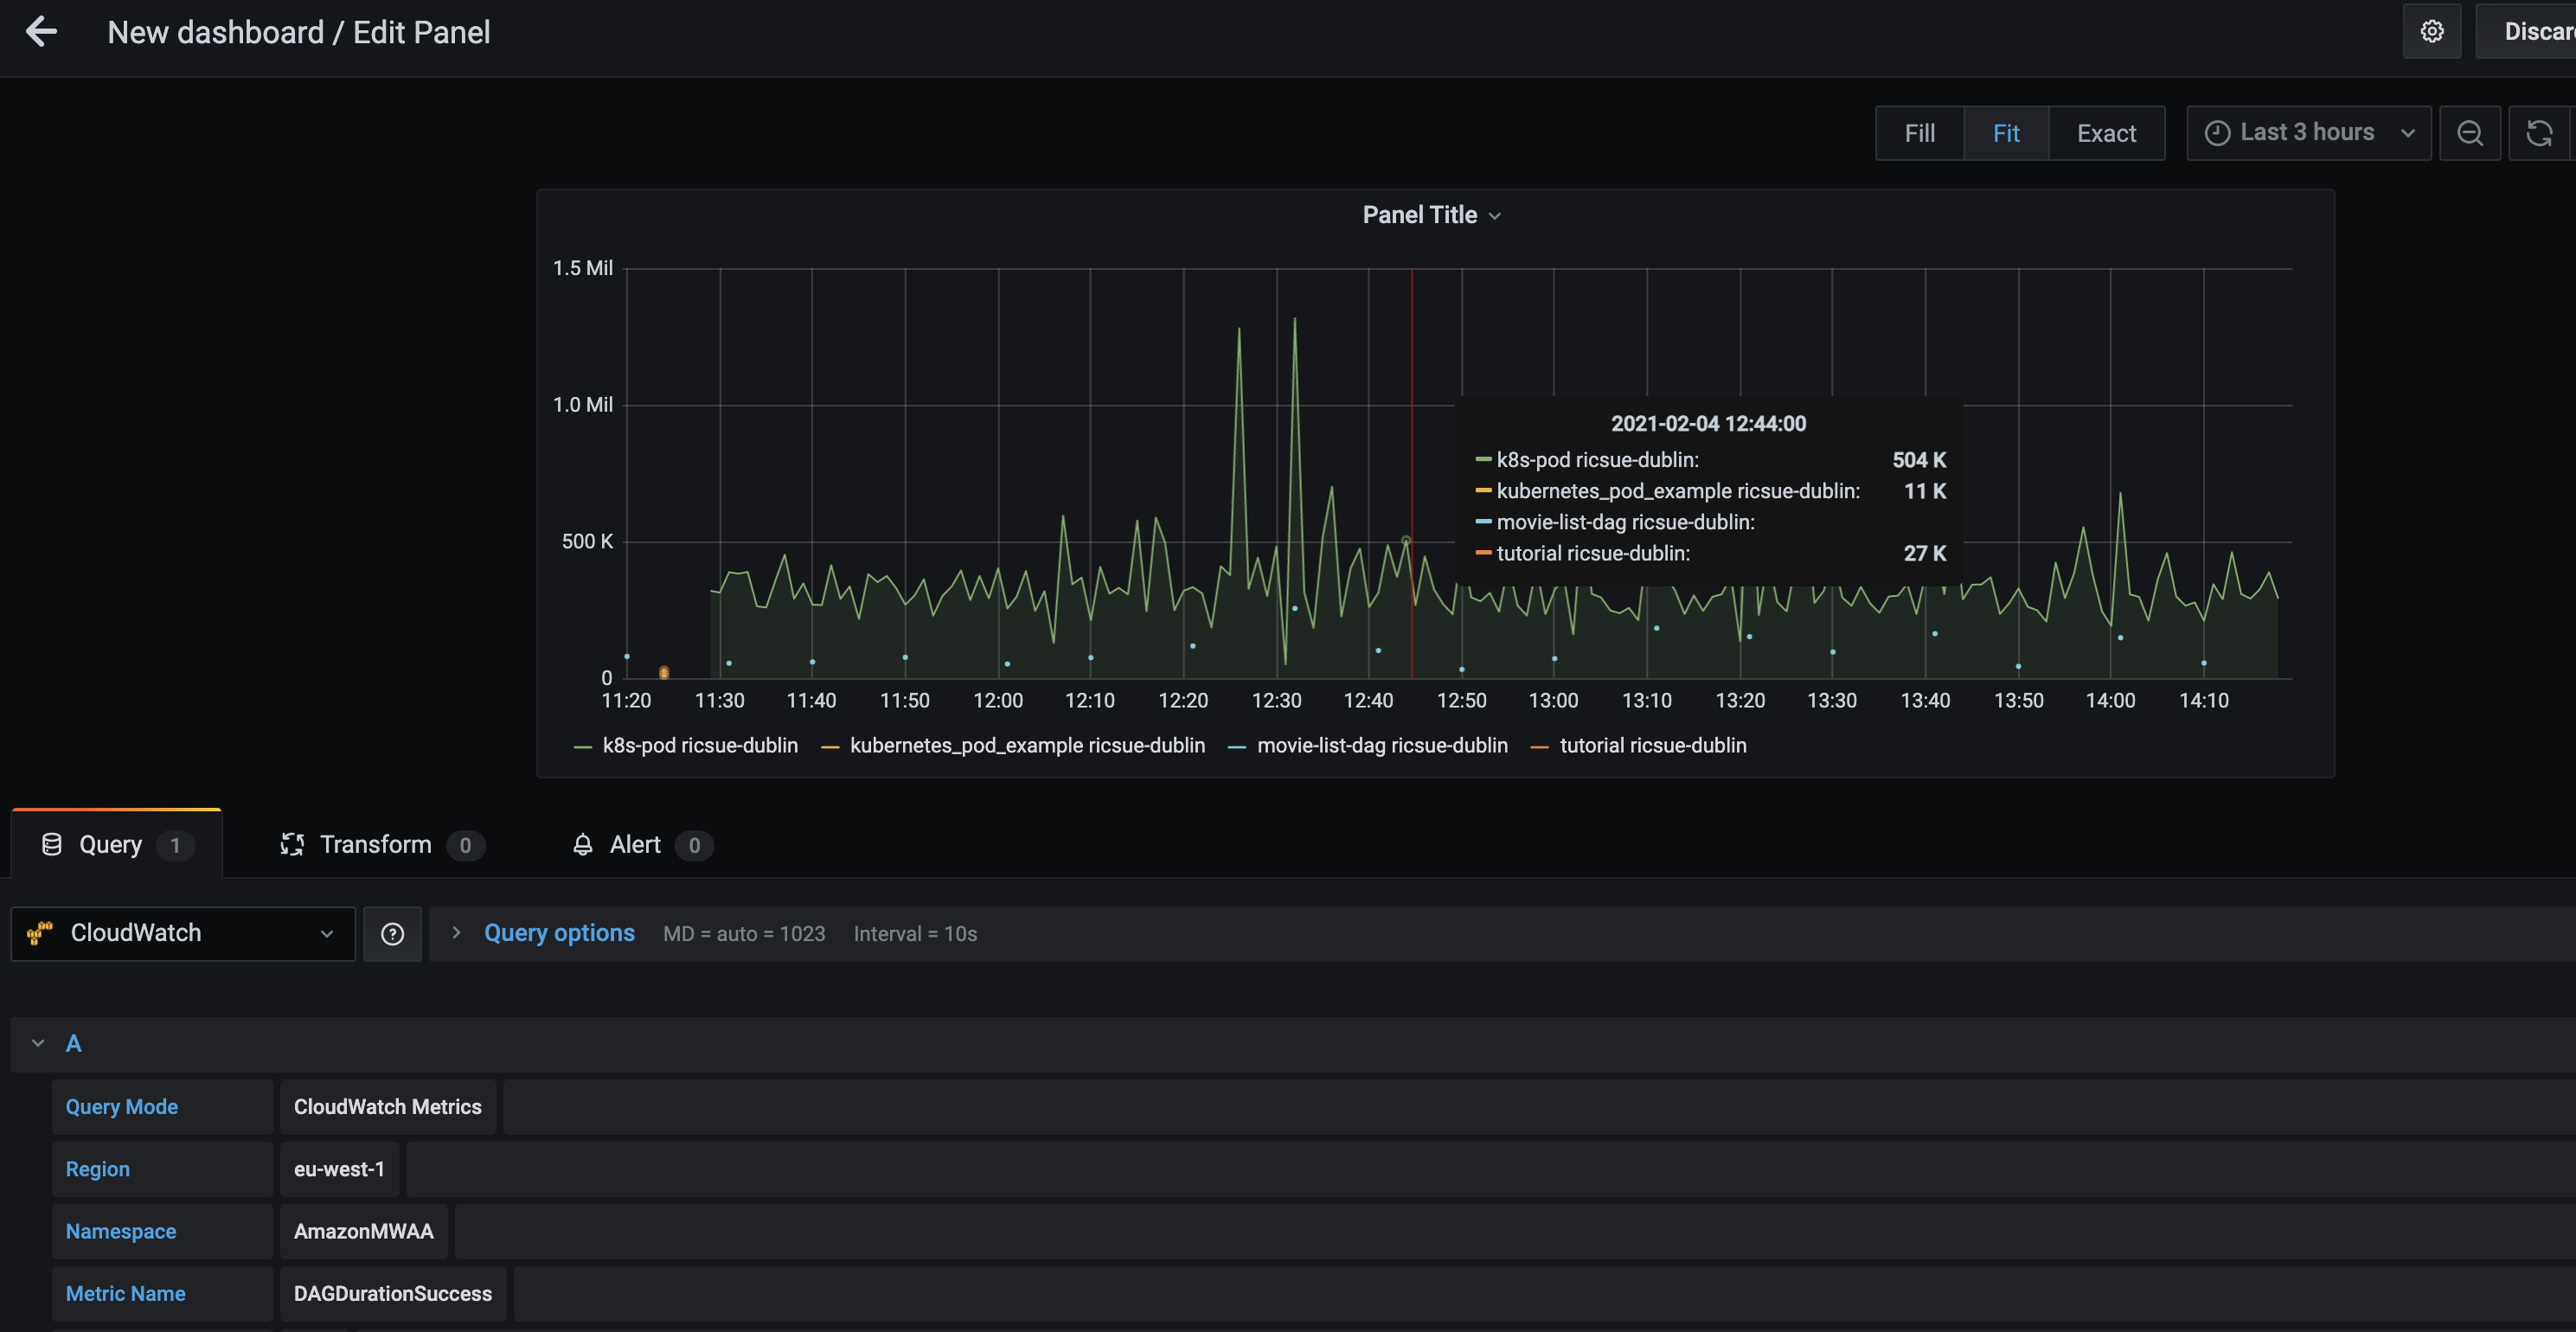 New dashboard / Edit Panel
Fill Fit Exact Last 3 hours
Panel Title
1.5 Mil
1.0 Mil
500 K
0
2021-02-04 12:44:00
k8s-pod ricsue-dublin: 504 K
kubernetes_pod_example ricsue-dublin: 11 K
movie-list-dag ricsue-dublin:
tutorial ricsue-dublin: 27 K
11:20 11:30 11:40 11:50 12:00 12:10 12:20 12:30 12:40 12:50 13:00 13:10 13:20 13:30 13:40 13:50 14:00 14:10
k8s-pod ricsue-dublin kubernetes_pod_example ricsue-dublin movie-list-dag ricsue-dublin tutorial ricsue-dublin
Query 1 Transform 0 Alert 0
CloudWatch Query options MD = auto = 1023 Interval = 10s
A
Query Mode CloudWatch Metrics
Region eu-west-1
Namespace AmazonMWAA
Metric Name DAGDurationSuccess